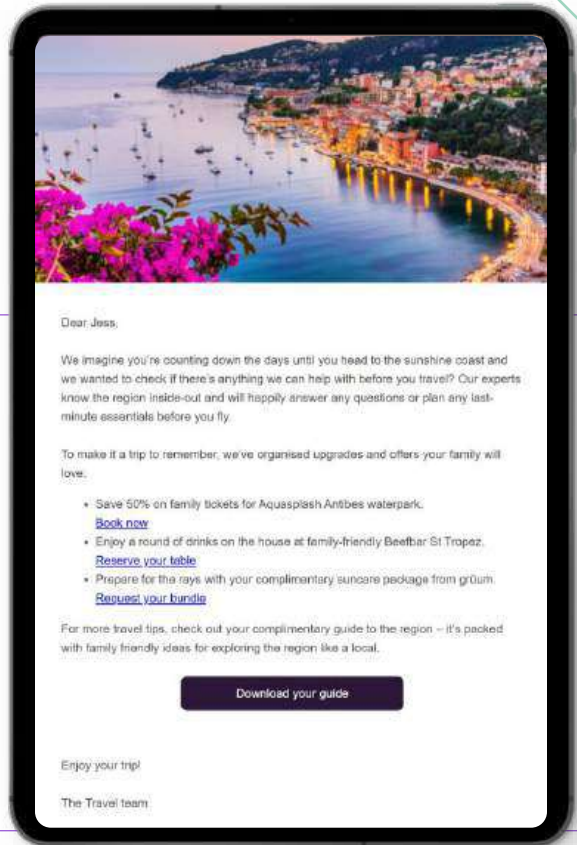 Dear Jess,
We imagine you're counting down the days until you head to the sunshine coast and
we wanted to check if there's anything we can help with before you travel? Our experts
know the region inside-out and will happily answer any questions or plan any last-
minute essentials before you fly.
To make it a trip to remember, we've organised upgrades and offers your family will
love:
• Save 50% on family tickets for Aquasplash Antibes waterpark.
Book now
• Enjoy a round of drinks on the house at family-friendly Beefbar St Tropez.
Reserve your table
• Prepare for the rays with your complimentary suncare package from grüum.
Request your bundle
For more travel tips, check out your complimentary guide to the region – it's packed
with family friendly ideas for exploring the region like a local.
Download your guide
Enjoy your trip!
The Travel team